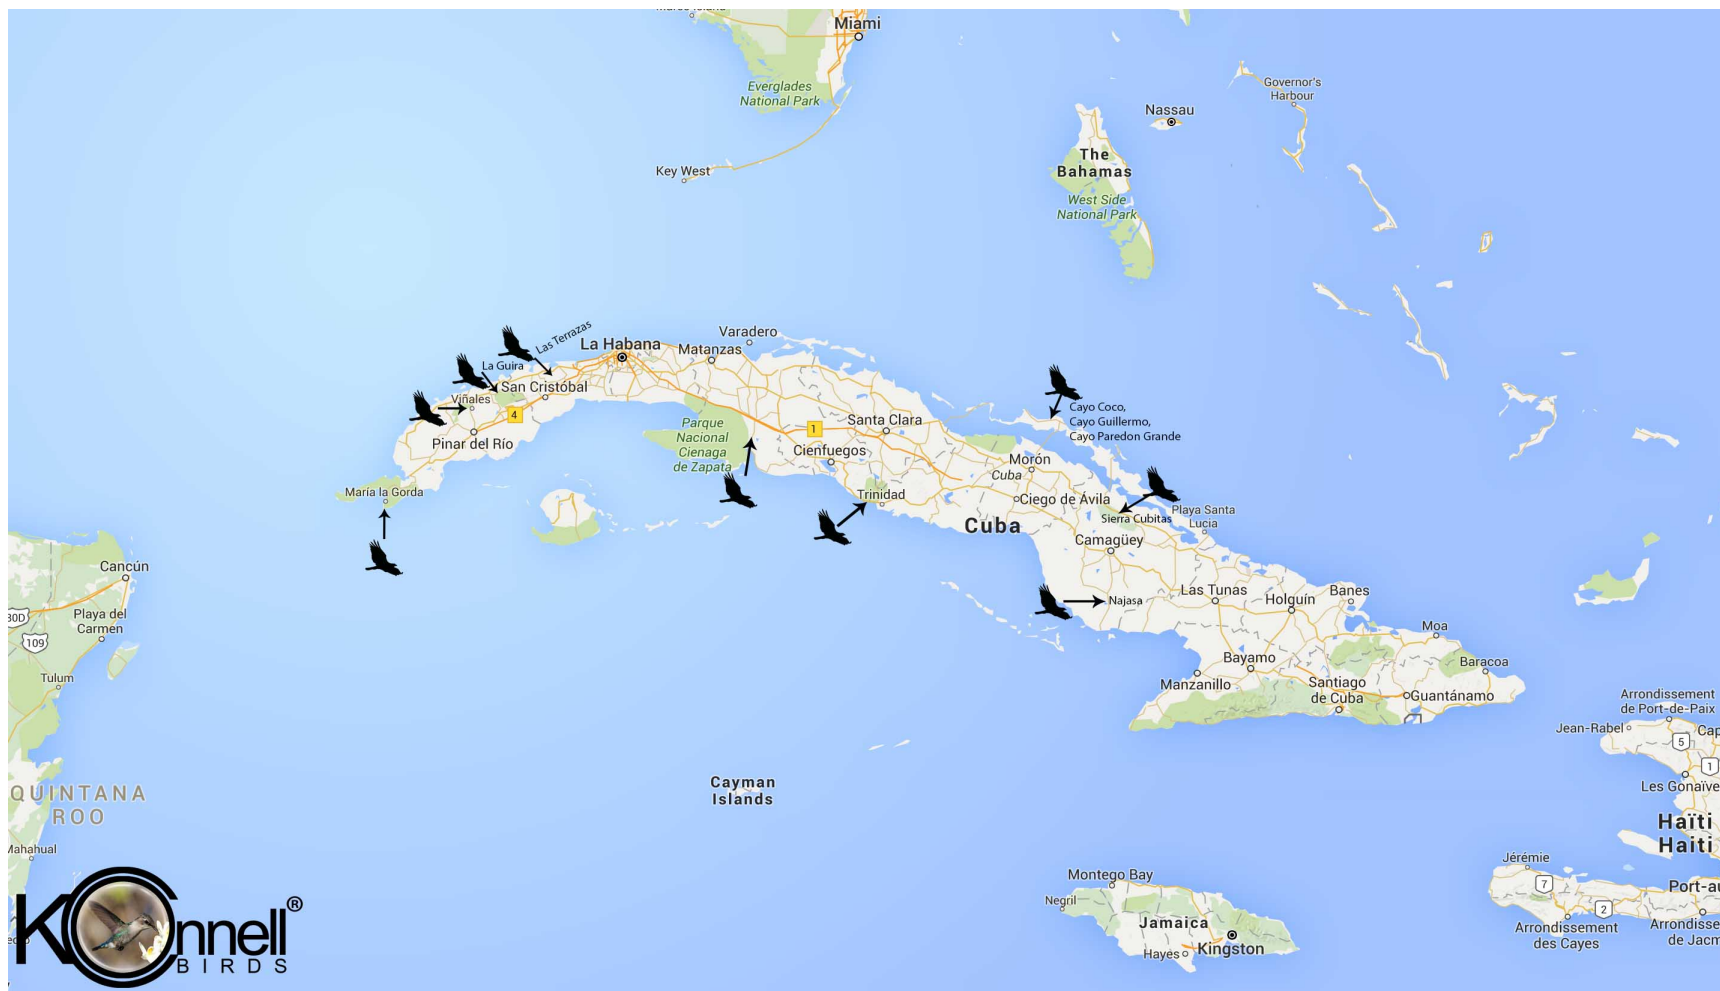 Miami
Everglades
National Park
Key West
Governor's
Harbour
Nassau
The
Bahamas
West Side
National Park
Las Terrazas
La Guira
La Habana
Varadero
Matanzas
San Cristóbal
Viñales
4
Pinar del Río
María la Gorda
Parque
Nacional
Cienaga
de Zapata
1
Santa Clara
Cienfuegos
Trinidad
Cayo Coco,
Cayo Guillermo,
Cayo Paredon Grande
Morón
Cuba
Ciego de Ávila
Cuba
Sierra Cubitas
Playa Santa
Lucia
Camagüey
Najasa
Las Tunas
Holguín
Banes
Moa
Bayamo
Baracoa
Manzanillo
Santiago
de Cuba
Guantánamo
Cancún
Playa del
Carmen
30D
109
Tulum
QUINTANA
ROO
Mahahual
Cayman
Islands
Arrondissement
de Port-de-Paix
Jean-Rabel
5
Cap
1
Les Gonaïve
Haïti
Haiti
Jérémie
7
2
Port-au
Arrondissement
des Cayes
Arrondisse
de Jacm
Montego Bay
Negril
Jamaica
Kingston
Hayes
KConnell®
BIRDS